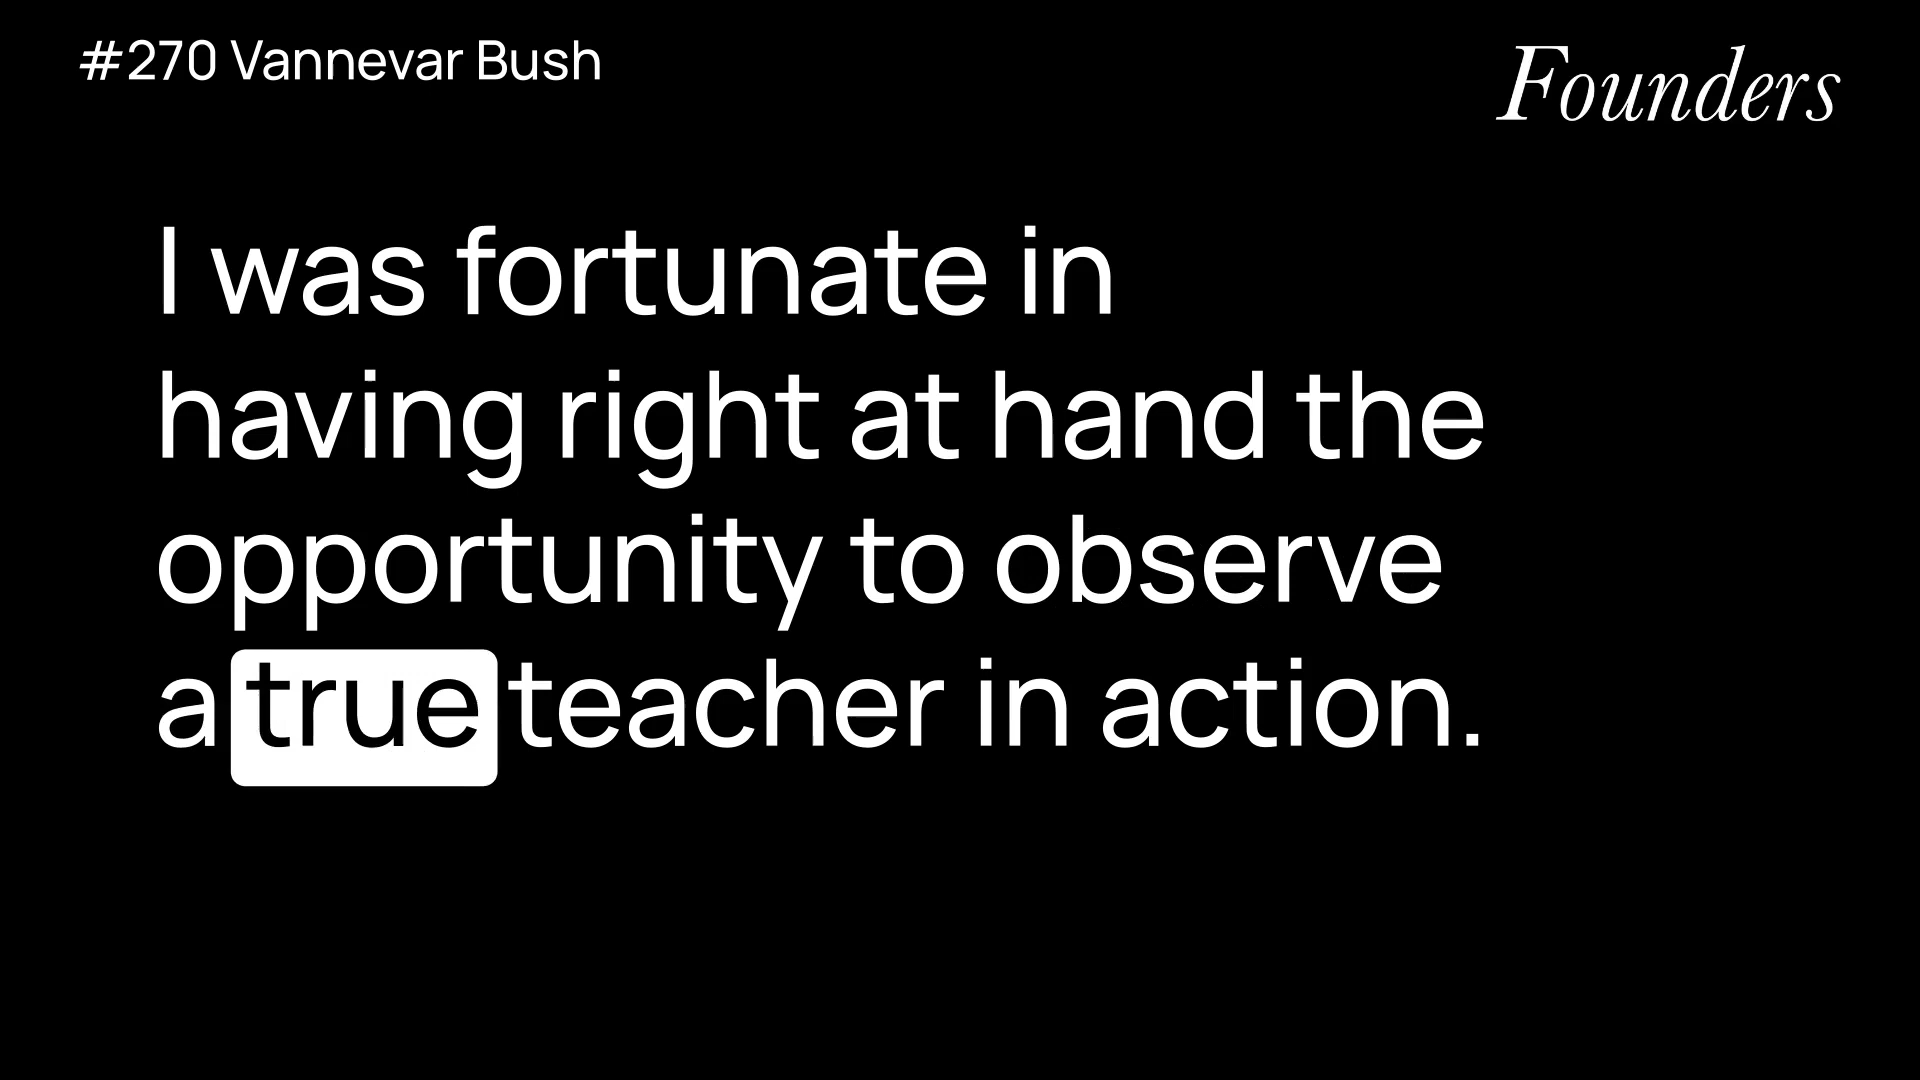 #270 Vannevar Bush
Founders
I was fortunate in
having right at hand the
opportunity to observe
a true teacher in action.